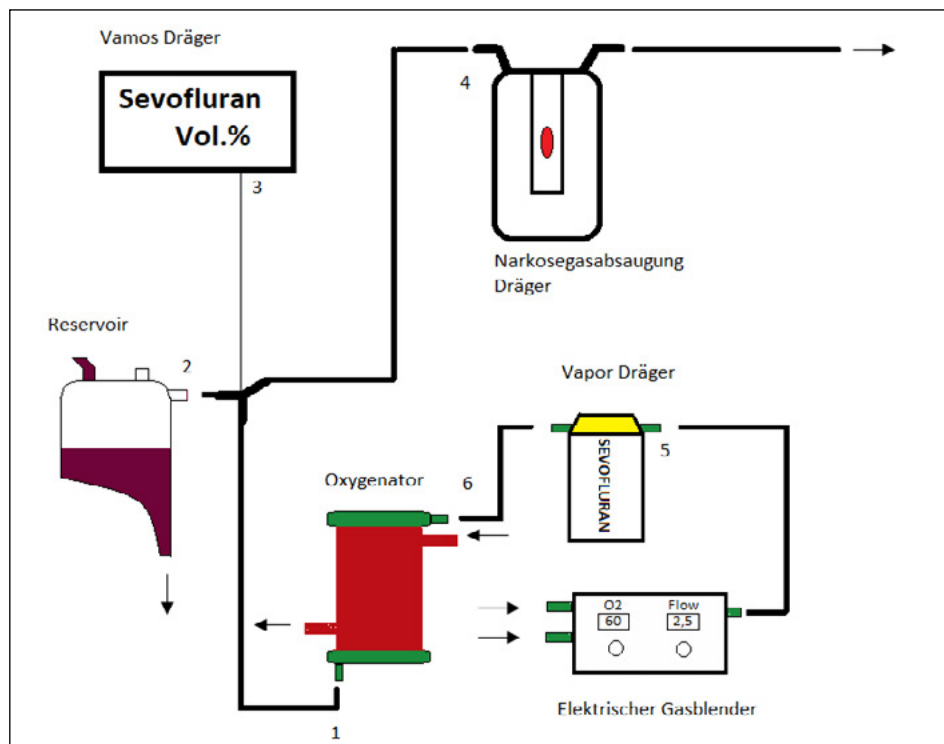 Vamos Dräger
Sevofluran
Vol.%
3
4
Narkosegasabsaugung
Dräger
Reservoir
2
Vapor Dräger
SEVOFLURAN
5
Oxygenator
6
O2
Flow
60
2,5
Elektrischer Gasblender
1